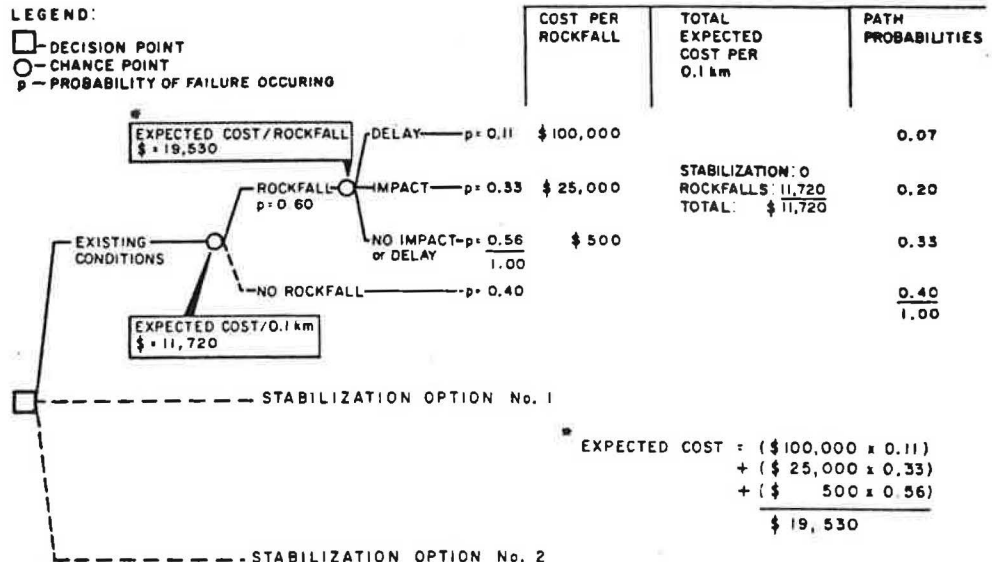 LEGEND:
DECISION POINT
CHANCE POINT
p – PROBABILITY OF FAILURE OCCURING
COST PER ROCKFALL
TOTAL EXPECTED COST PER 0.1 km
PATH PROBABILITIES
*
EXPECTED COST/ROCKFALL
$ = 19,530
DELAY p= 0.11 $100,000 0.07
ROCKFALL
p=0.60
IMPACT p= 0.33 $ 25,000
STABILIZATION: 0
ROCKFALLS: 11,720
TOTAL: $ 11,720
0.20
EXISTING CONDITIONS
NO IMPACT or DELAY p= 0.56 $ 500 0.33
1.00
NO ROCKFALL p= 0.40 0.40
1.00
EXPECTED COST/0.1 km
$ = 11,720
STABILIZATION OPTION No. 1
* EXPECTED COST = ($100,000 x 0.11)
+ ($ 25,000 x 0.33)
+ ($ 500 x 0.56)
$ 19,530
STABILIZATION OPTION No. 2